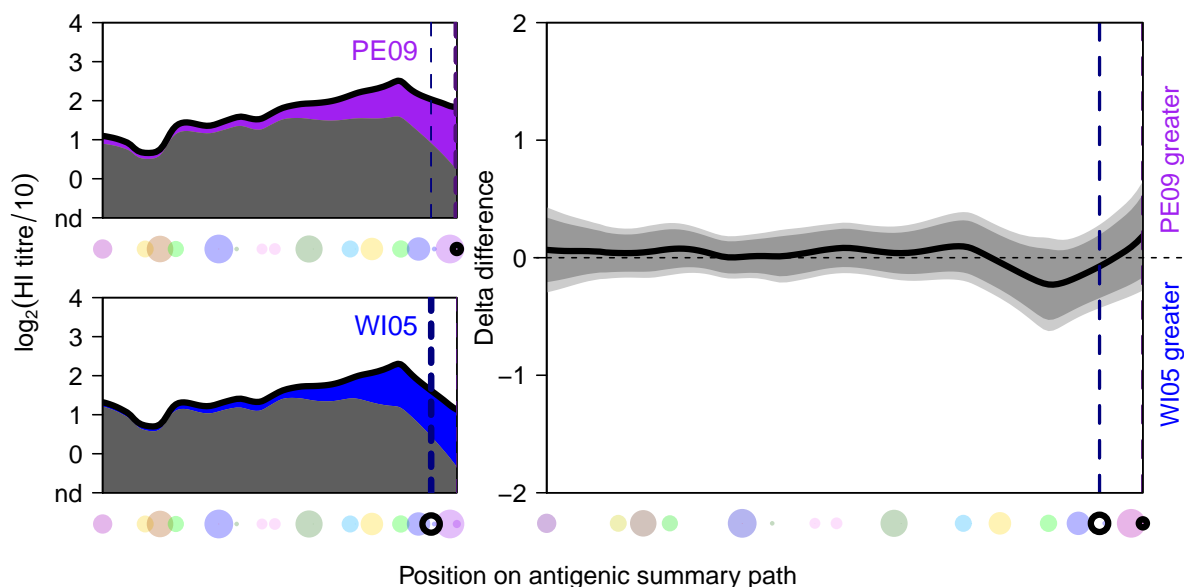 4
3
2
1
0
nd
PE09
4
3
2
1
0
nd
WI05
log₂(HI titre/10)
2
1
0
−1
−2
Delta difference
PE09 greater
WI05 greater
Position on antigenic summary path